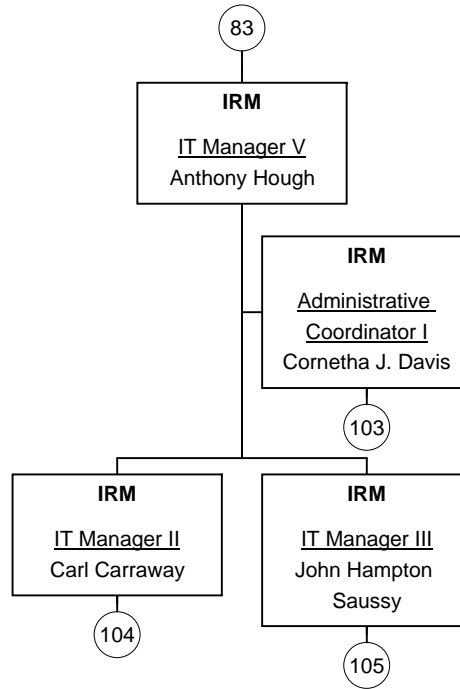 83
IRM
IT Manager V
Anthony Hough
IRM
Administrative
Coordinator I
Cornetha J. Davis
103
IRM
IT Manager II
Carl Carraway
104
IRM
IT Manager III
John Hampton
Saussy
105